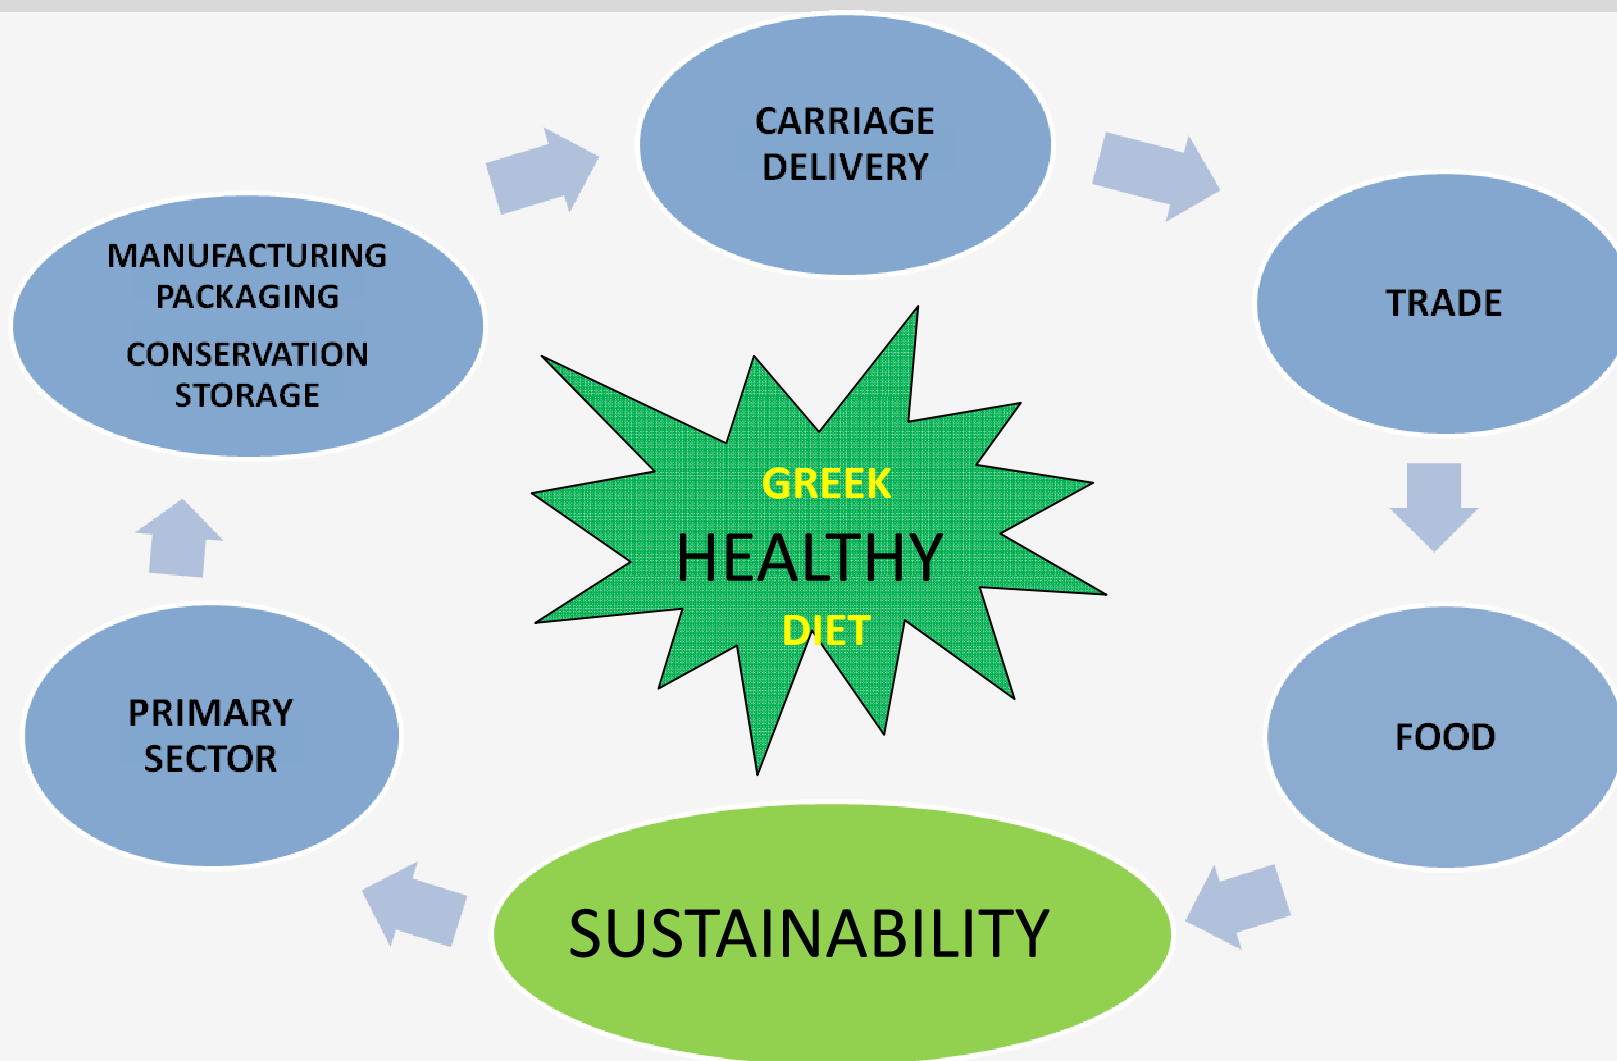 CARRIAGE
DELIVERY
MANUFACTURING
PACKAGING
CONSERVATION
STORAGE
TRADE
GREEK
HEALTHY
DIET
PRIMARY
SECTOR
FOOD
SUSTAINABILITY